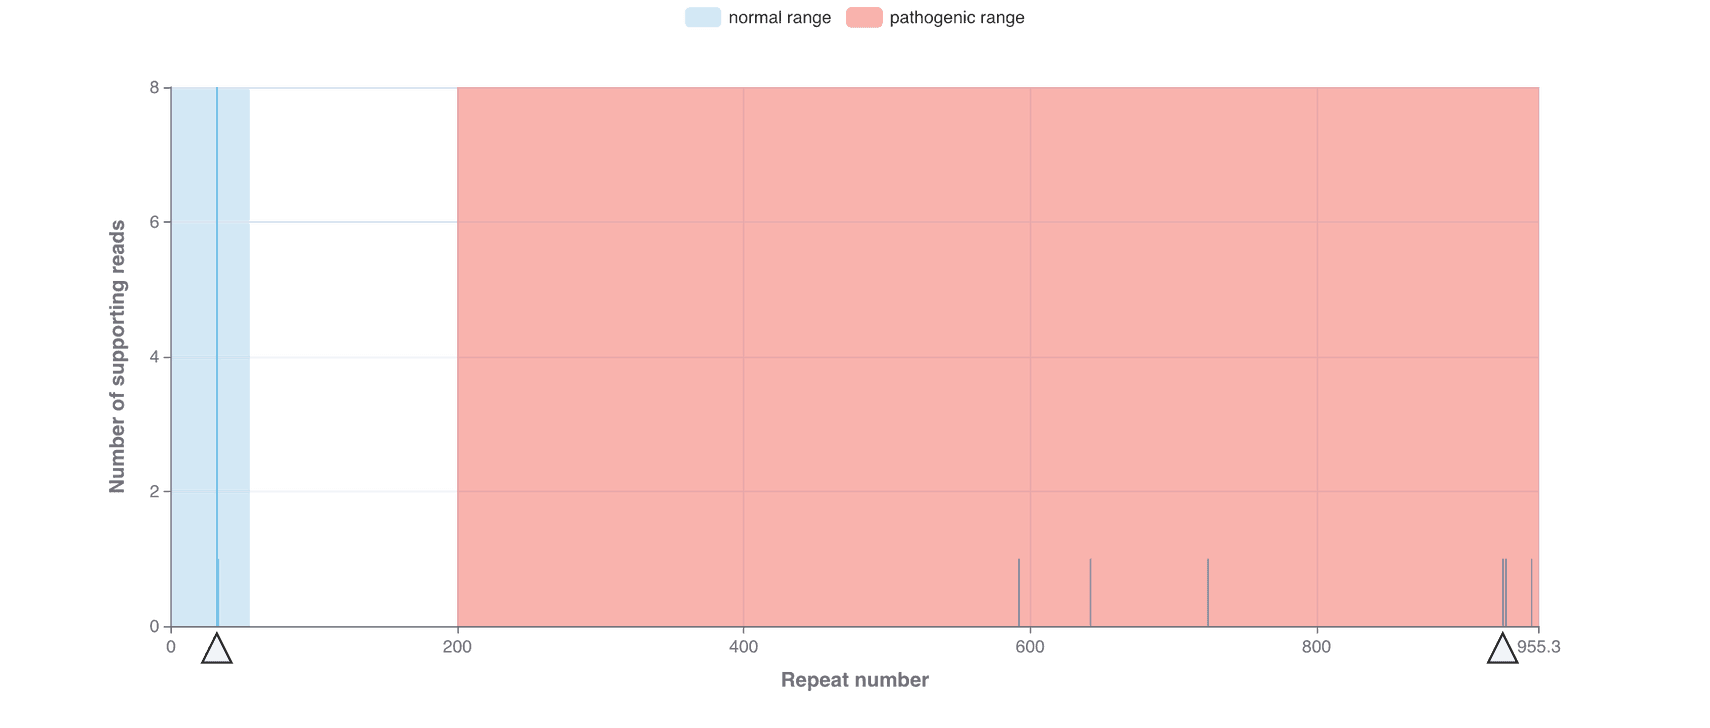 normal range pathogenic range
8
6
4
2
0
Number of supporting reads
0 200 400 600 800 955.3
Repeat number